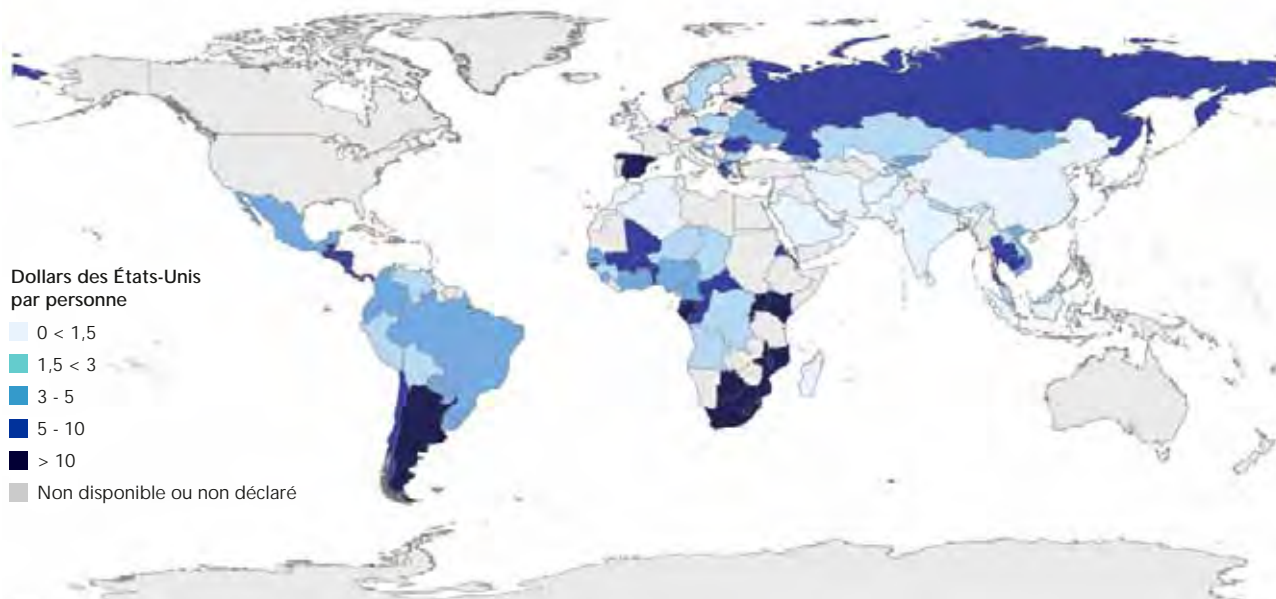 Dollars des États-Unis
par personne
0 < 1,5
1,5 < 3
3 - 5
5 - 10
> 10
Non disponible ou non déclaré